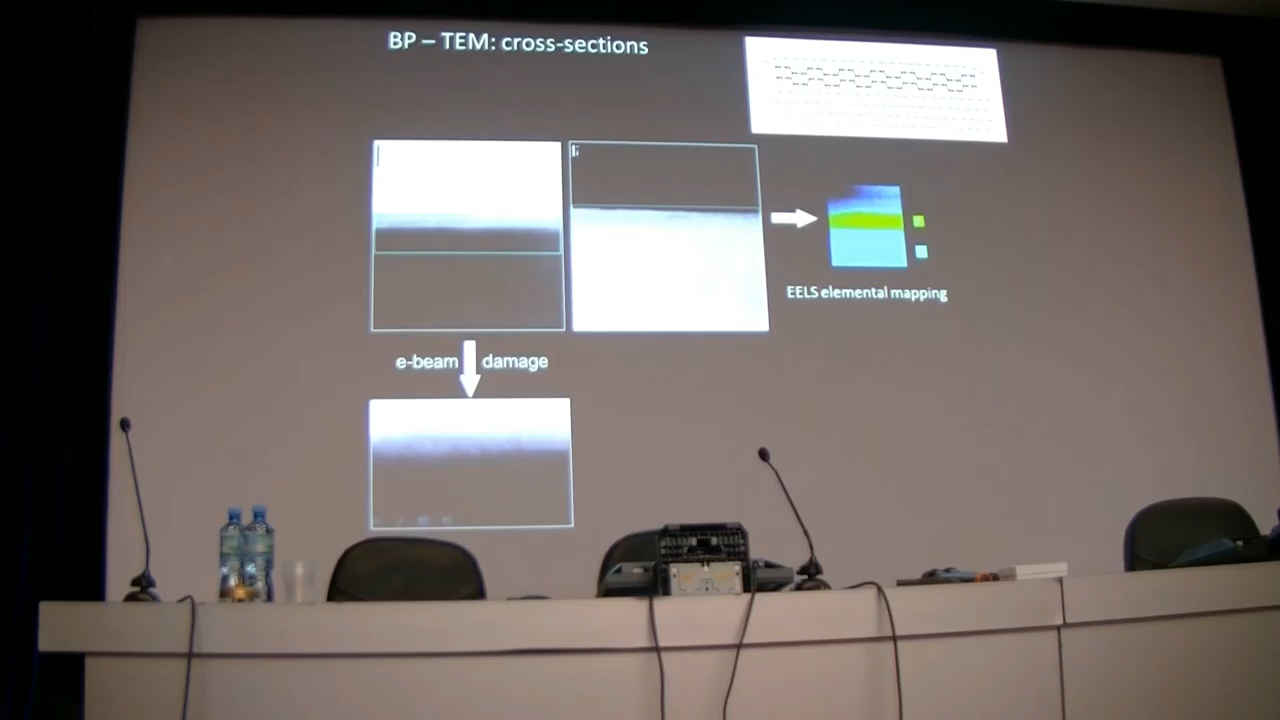 BP – TEM: cross-sections
EELS elemental mapping
e-beam damage